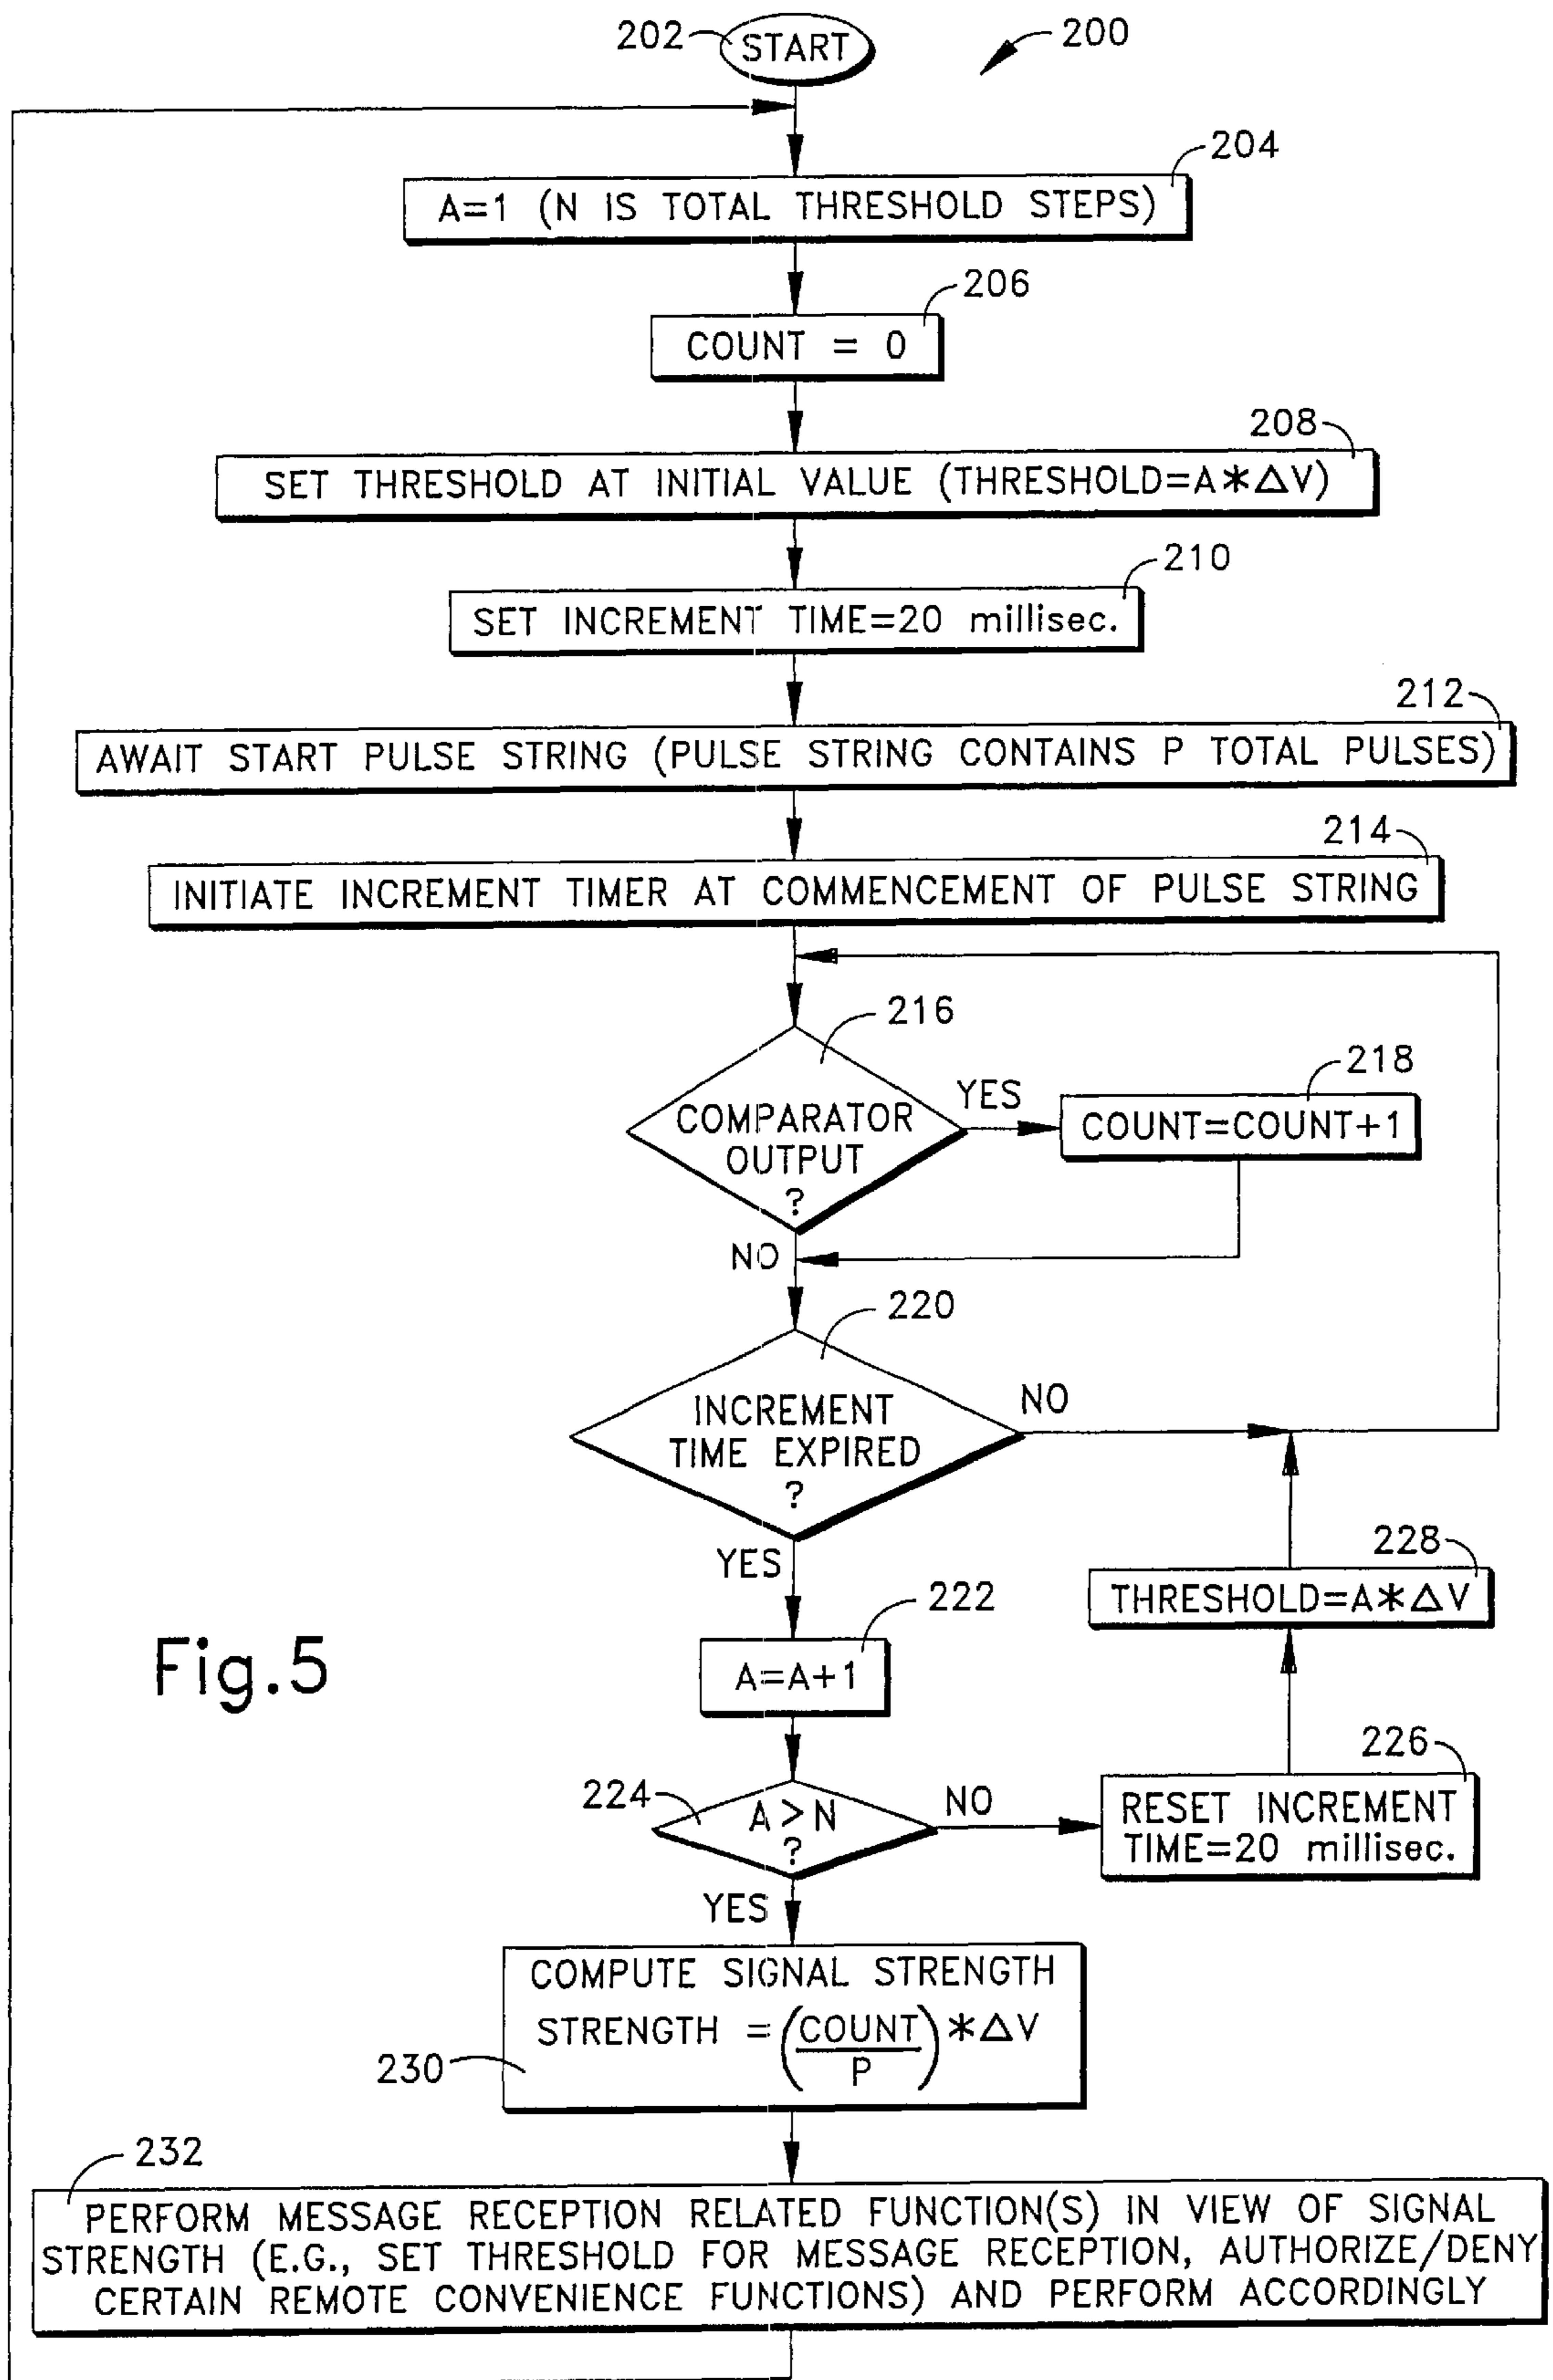 202
START
200
204
A=1 (N IS TOTAL THRESHOLD STEPS)
206
COUNT = 0
208
SET THRESHOLD AT INITIAL VALUE (THRESHOLD=A*△V)
210
SET INCREMENT TIME=20 millisec.
212
AWAIT START PULSE STRING (PULSE STRING CONTAINS P TOTAL PULSES)
214
INITIATE INCREMENT TIMER AT COMMENCEMENT OF PULSE STRING
216
COMPARATOR
OUTPUT
?
YES
218
COUNT=COUNT+1
NO
220
INCREMENT
TIME EXPIRED
?
NO
YES
228
THRESHOLD=A*△V
222
A=A+1
Fig.5
224
A>N
?
NO
226
RESET INCREMENT
TIME=20 millisec.
YES
COMPUTE SIGNAL STRENGTH
STRENGTH = (COUNT/P)*△V
230
232
PERFORM MESSAGE RECEPTION RELATED FUNCTION(S) IN VIEW OF SIGNAL
STRENGTH (E.G., SET THRESHOLD FOR MESSAGE RECEPTION, AUTHORIZE/DENY
CERTAIN REMOTE CONVENIENCE FUNCTIONS) AND PERFORM ACCORDINGLY